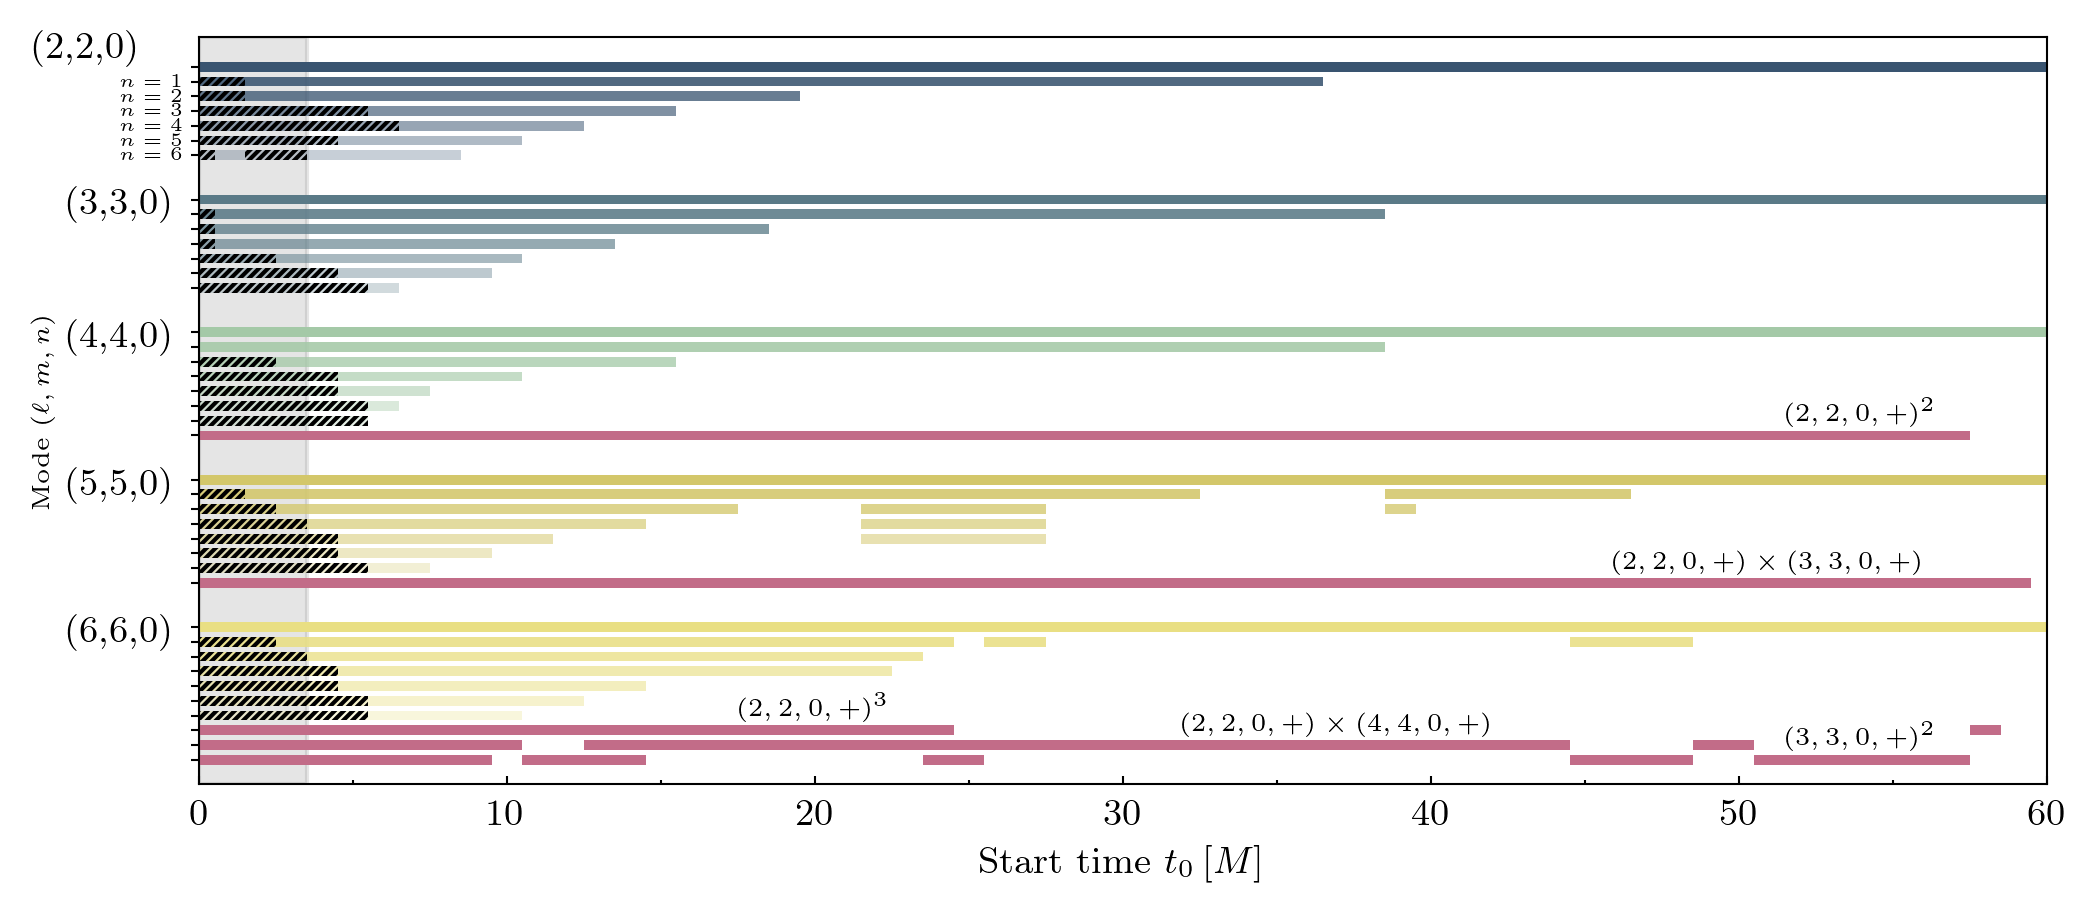 (2,2,0)
n = 1
n = 2
n = 3
n = 4
n = 5
n = 6
(3,3,0)
(4,4,0)
(2, 2, 0, +)²
Mode (ℓ, m, n)
(5,5,0)
(2, 2, 0, +) × (3, 3, 0, +)
(6,6,0)
(2, 2, 0, +)³
(2, 2, 0, +) × (4, 4, 0, +)
(3, 3, 0, +)²
0 10 20 30 40 50 60
Start time t₀ [M]